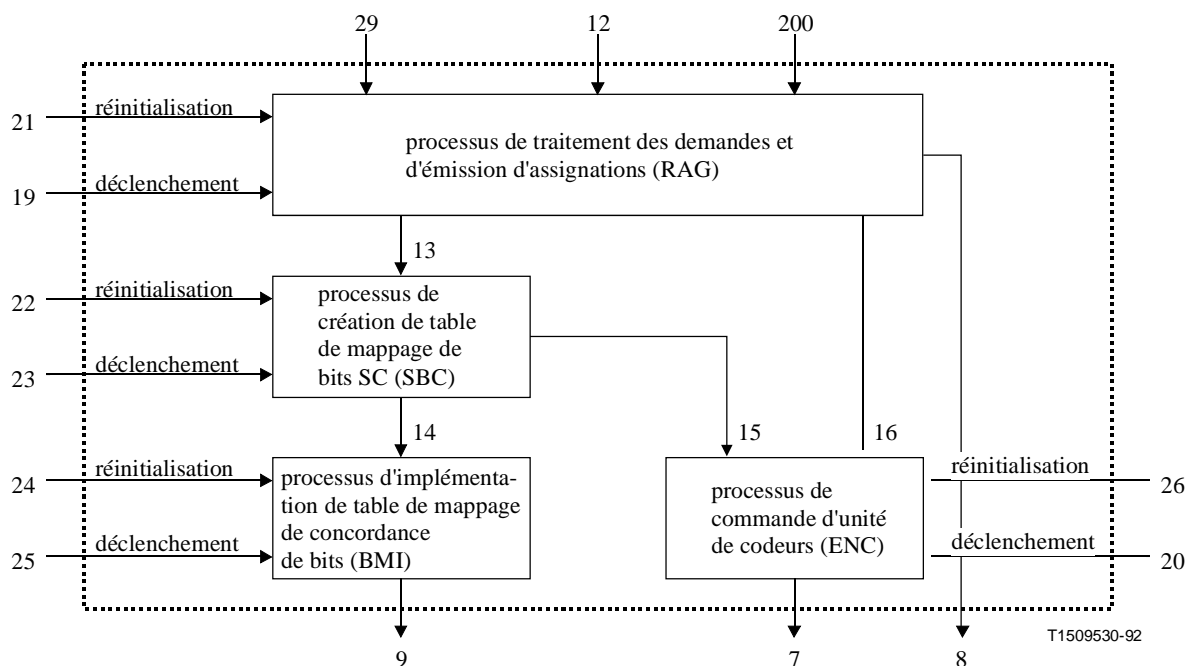 29
12
200
21
réinitialisation
processus de traitement des demandes et
d'émission d'assignations (RAG)
19
déclenchement
13
22
réinitialisation
processus de
création de table
de mappage de
bits SC (SBC)
23
déclenchement
14
15
16
24
réinitialisation
processus d'implémenta-
tion de table de mappage
de concordance
de bits (BMI)
25
déclenchement
processus de
commande d'unité
de codeurs (ENC)
réinitialisation
26
déclenchement
20
T1509530-92
9
7
8